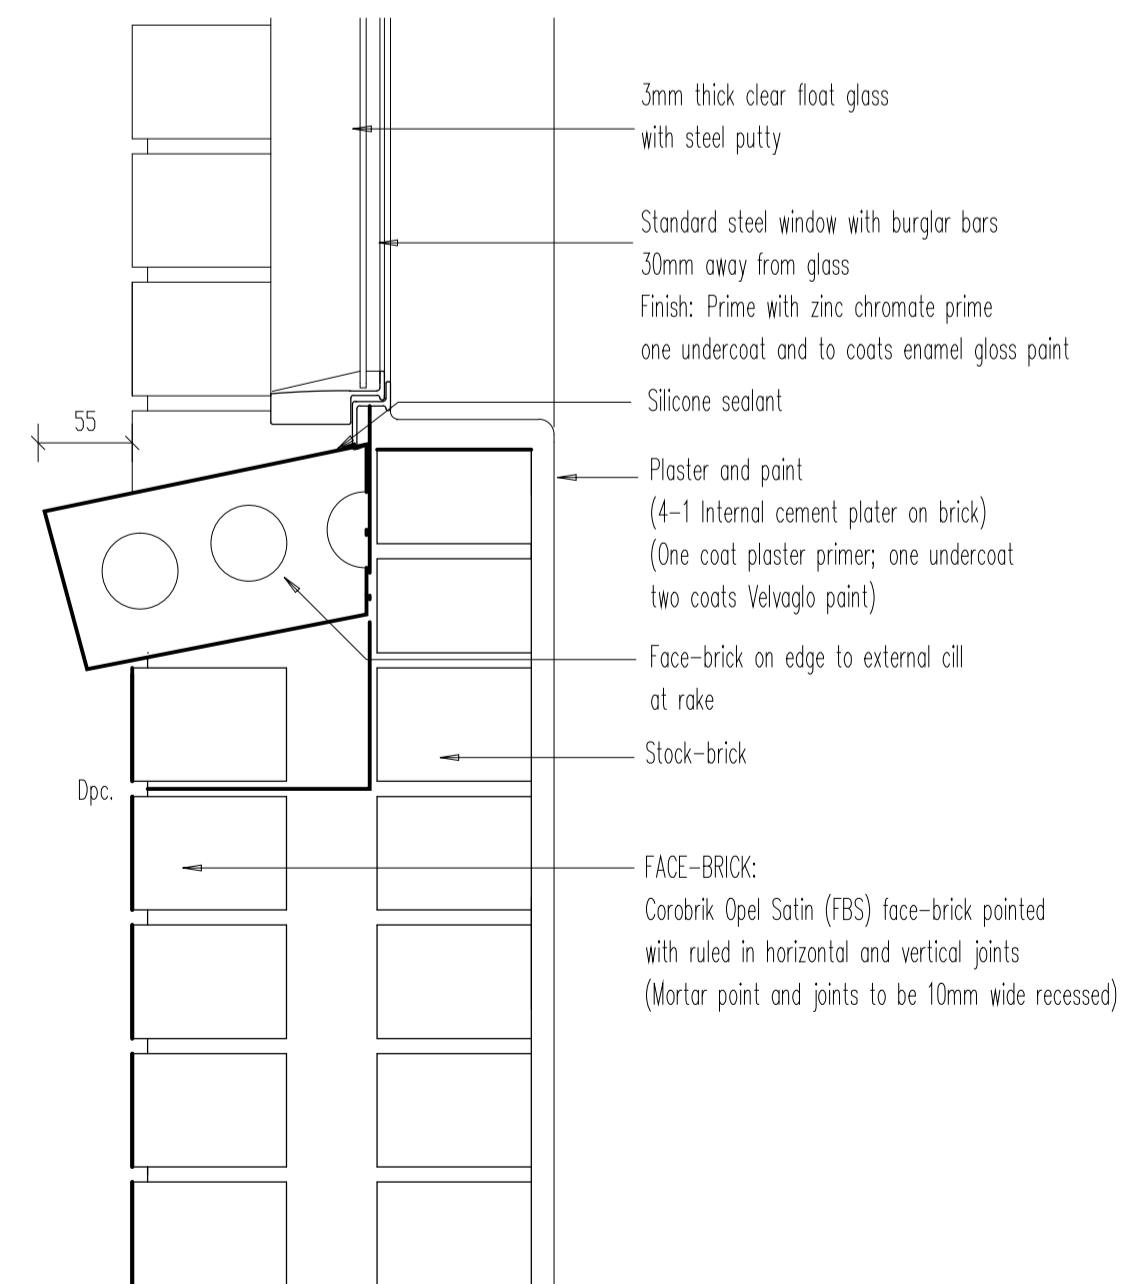 3mm thick clear float glass
with steel putty
Standard steel window with burglar bars
30mm away from glass
Finish: Prime with zinc chromate prime
one undercoat and to coats enamel gloss paint
Silicone sealant
55
Plaster and paint
(4-1 Internal cement plater on brick)
(One coat plaster primer; one undercoat
two coats Velvaglo paint)
Face-brick on edge to external cill
at rake
Stock-brick
Dpc.
FACE-BRICK:
Corobrik Opel Satin (FBS) face-brick pointed
with ruled in horizontal and vertical joints
(Mortar point and joints to be 10mm wide recessed)